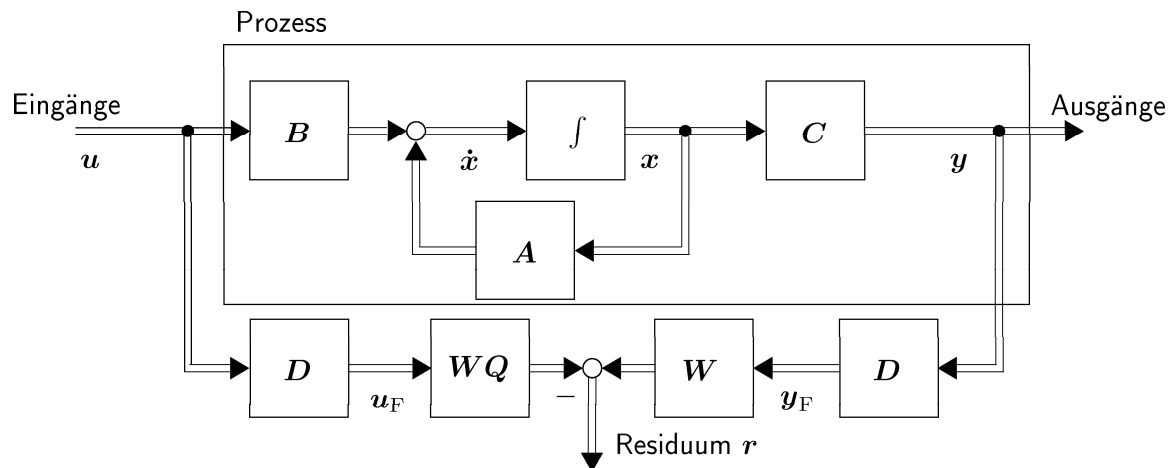 Prozess
Eingänge
Ausgänge
B
∫
C
u
ẋ
x
y
A
D
WQ
W
D
u_F
−
y_F
Residuum r